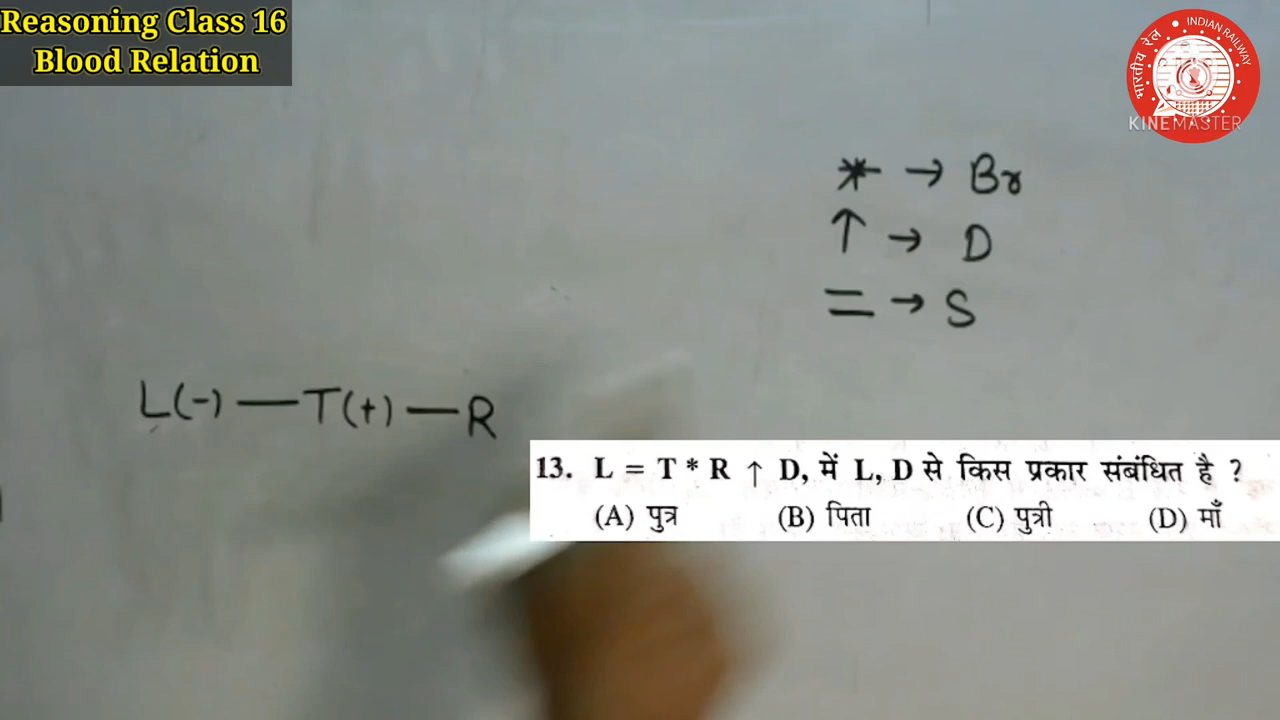 Reasoning Class 16
Blood Relation
भारतीय रेल • INDIAN RAILWAY
KINEMASTER
* → Br
↑ → D
= → S
L(-) — T(+) — R
13. L = T * R ↑ D, में L, D से किस प्रकार संबंधित है ?
(A) पुत्र (B) पिता (C) पुत्री (D) माँ